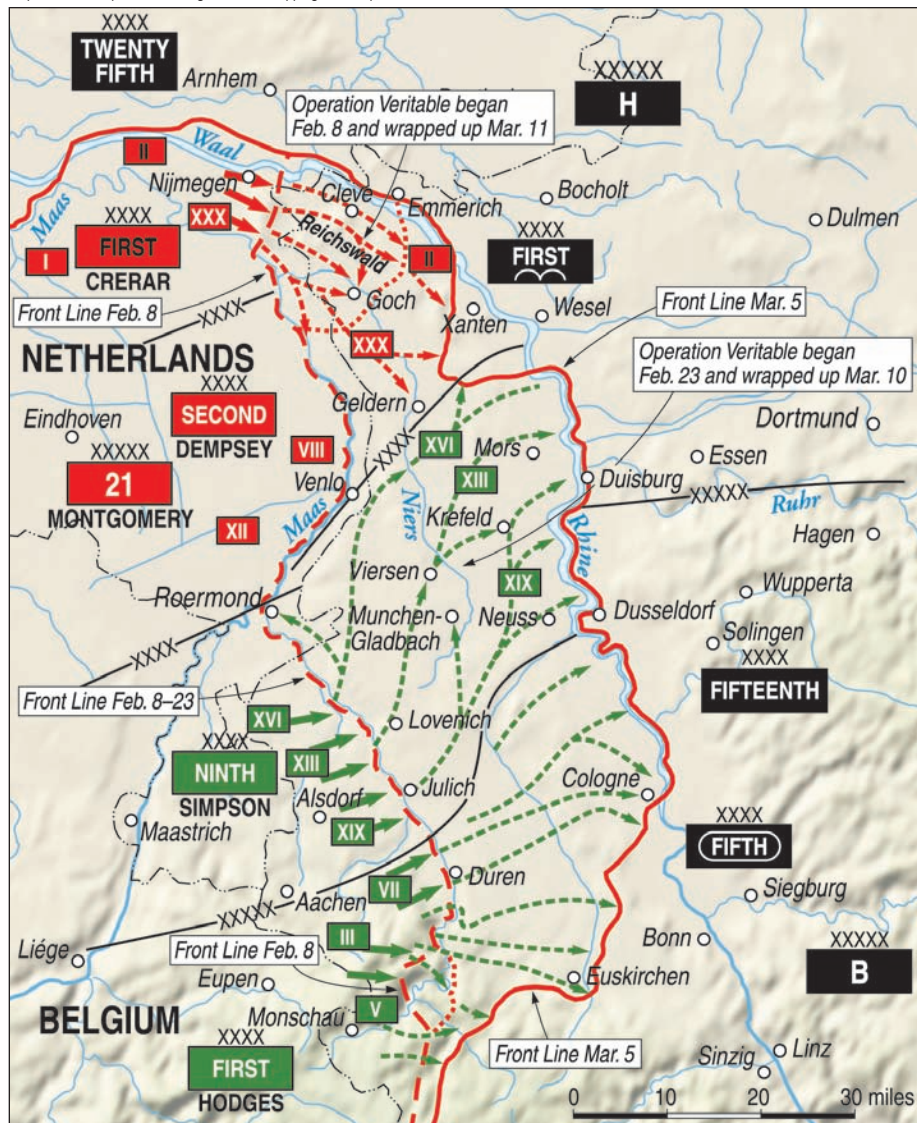 XXXX
TWENTY
FIFTH
Arnhem
Operation Veritable began
Feb. 8 and wrapped up Mar. 11
XXXXX
H
II
Waal
Nijmegen
Maas
Cleve
Emmerich
Bocholt
Dulmen
XXX
Reichswald
XXXX
FIRST
CRERAR
I
II
XXXX
FIRST
Front Line Feb. 8
Goch
Xanten
Wesel
Front Line Mar. 5
XXXX
NETHERLANDS
XXX
Operation Veritable began
Feb. 23 and wrapped up Mar. 10
XXXX
SECOND
DEMPSEY
Geldern
Eindhoven
XXXX
XVI
Dortmund
XXXXX
21
MONTGOMERY
VIII
Mors
Essen
XIII
Venlo
Duisburg
XXXXX
Ruhr
Maas
Niers
XII
Krefeld
Rhine
Hagen
Viersen
XIX
Wupperta
Roermond
Munchen-
Gladbach
Neuss
Dusseldorf
XXXX
Solingen
XXXX
FIFTEENTH
Front Line Feb. 8–23
XVI
Lovenich
XXXX
NINTH
SIMPSON
XIII
Alsdorf
Julich
Cologne
Maastrich
XIX
XXXX
FIFTH
Duren
VII
Aachen
Siegburg
XXXXX
III
Bonn
XXXXX
B
Liége
Front Line Feb. 8
Eupen
Euskirchen
BELGIUM
V
Monschau
Front Line Mar. 5
XXXX
FIRST
HODGES
Linz
Sinzig
0 10 20 30 miles